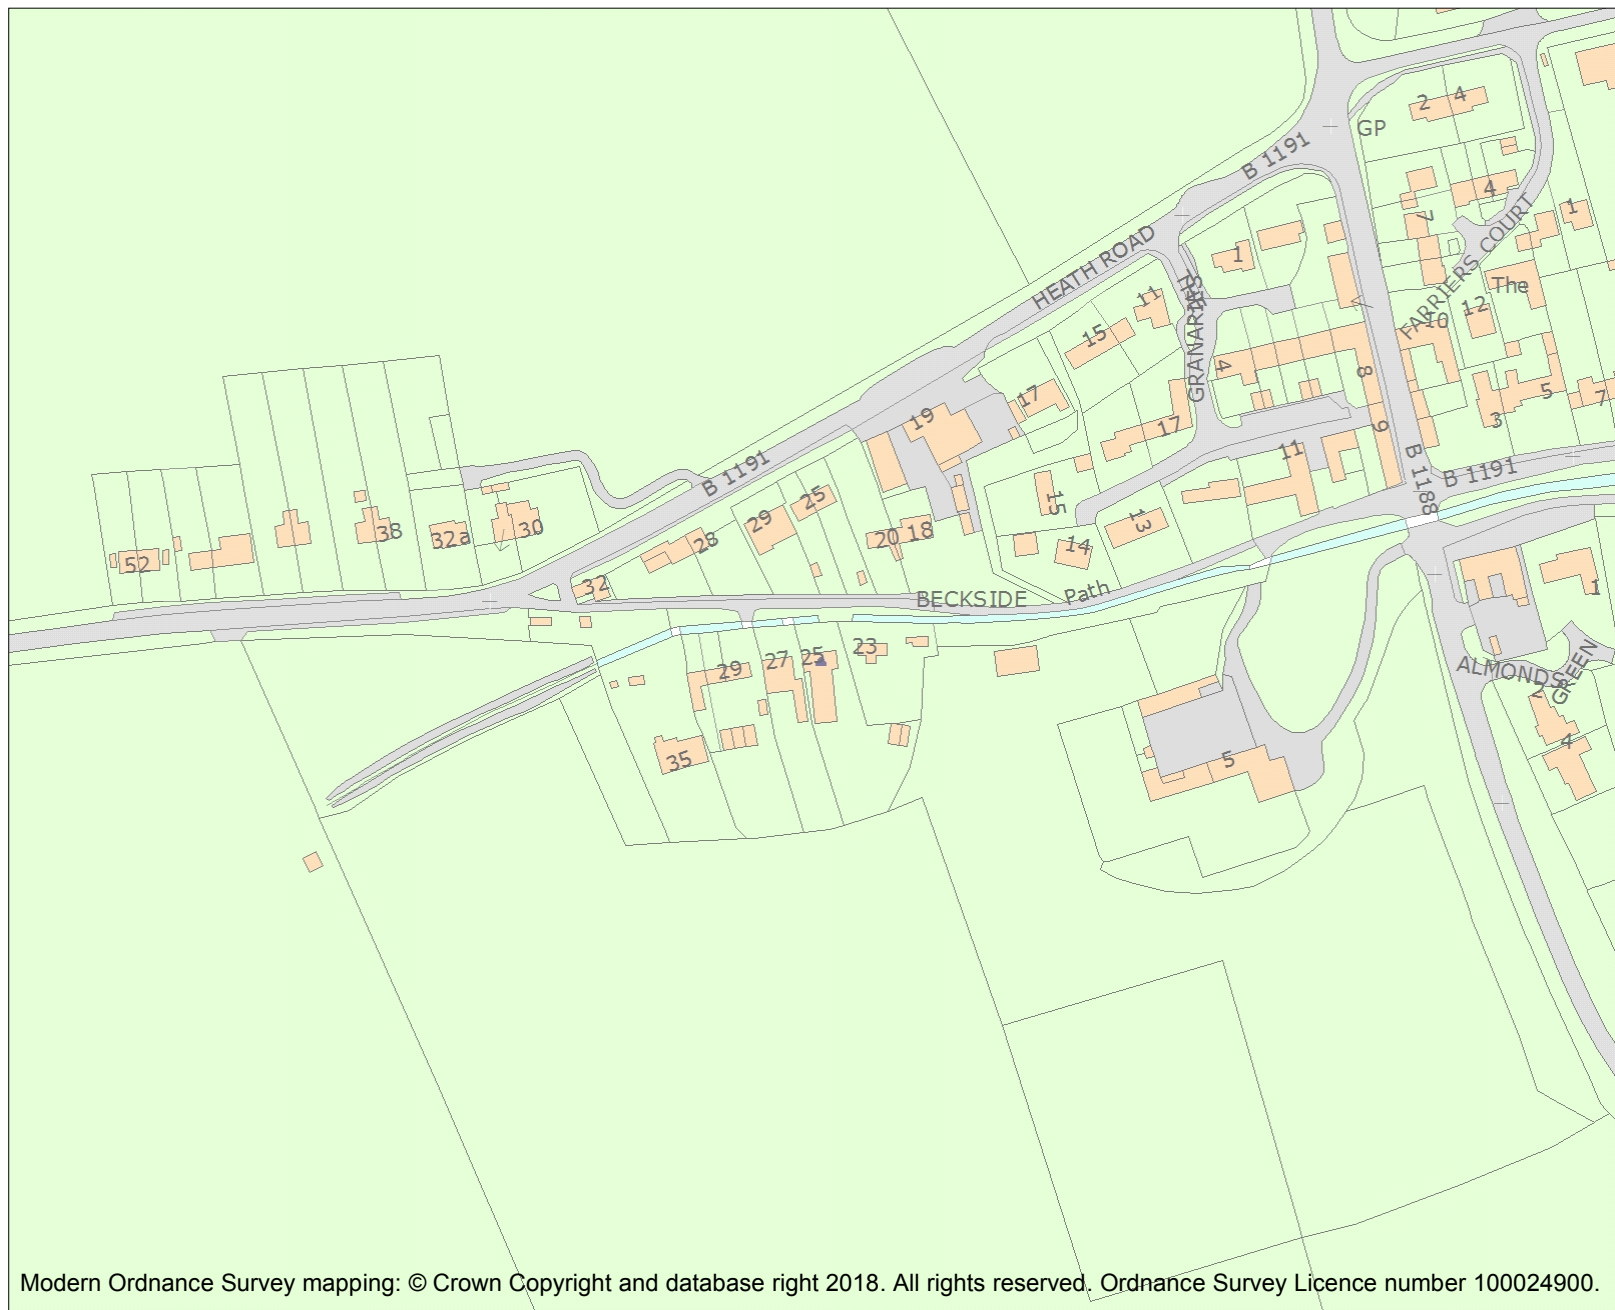 2 4
B 1191
GP
4
1
7
HEATH ROAD
1
FARRIERS COURT
The
THE
GRANARIES
11
15
12
10
4
8
17
19
17
9
3
5
7
11
B 1191
B 1188
B 1191
25
29
15
13
28
20 18
14
52
38
32a
30
32
BECKSIDE
Path
1
23
25
27
29
35
5
ALMONDS
GREEN
2
4
Modern Ordnance Survey mapping: © Crown Copyright and database right 2018. All rights reserved. Ordnance Survey Licence number 100024900.